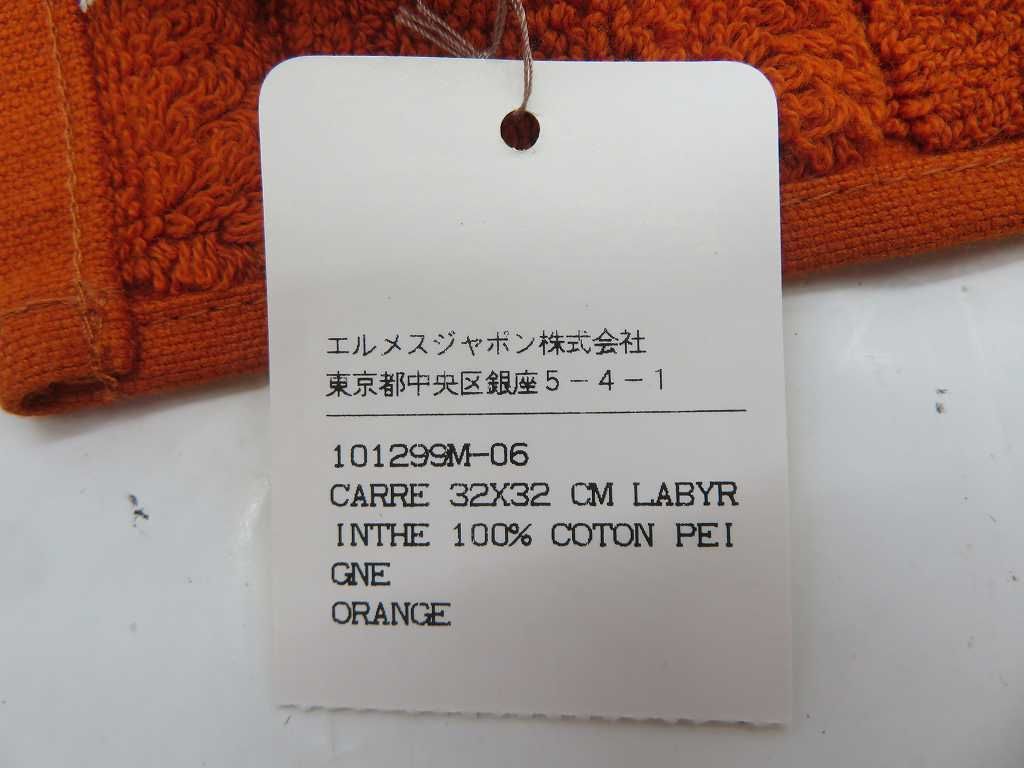 エルメスジャポン株式会社
東京都中央区銀座5-4-1
101299M-06
CARRE 32X32 CM LABYR
INTHE 100% COTON PEI
GNE
ORANGE